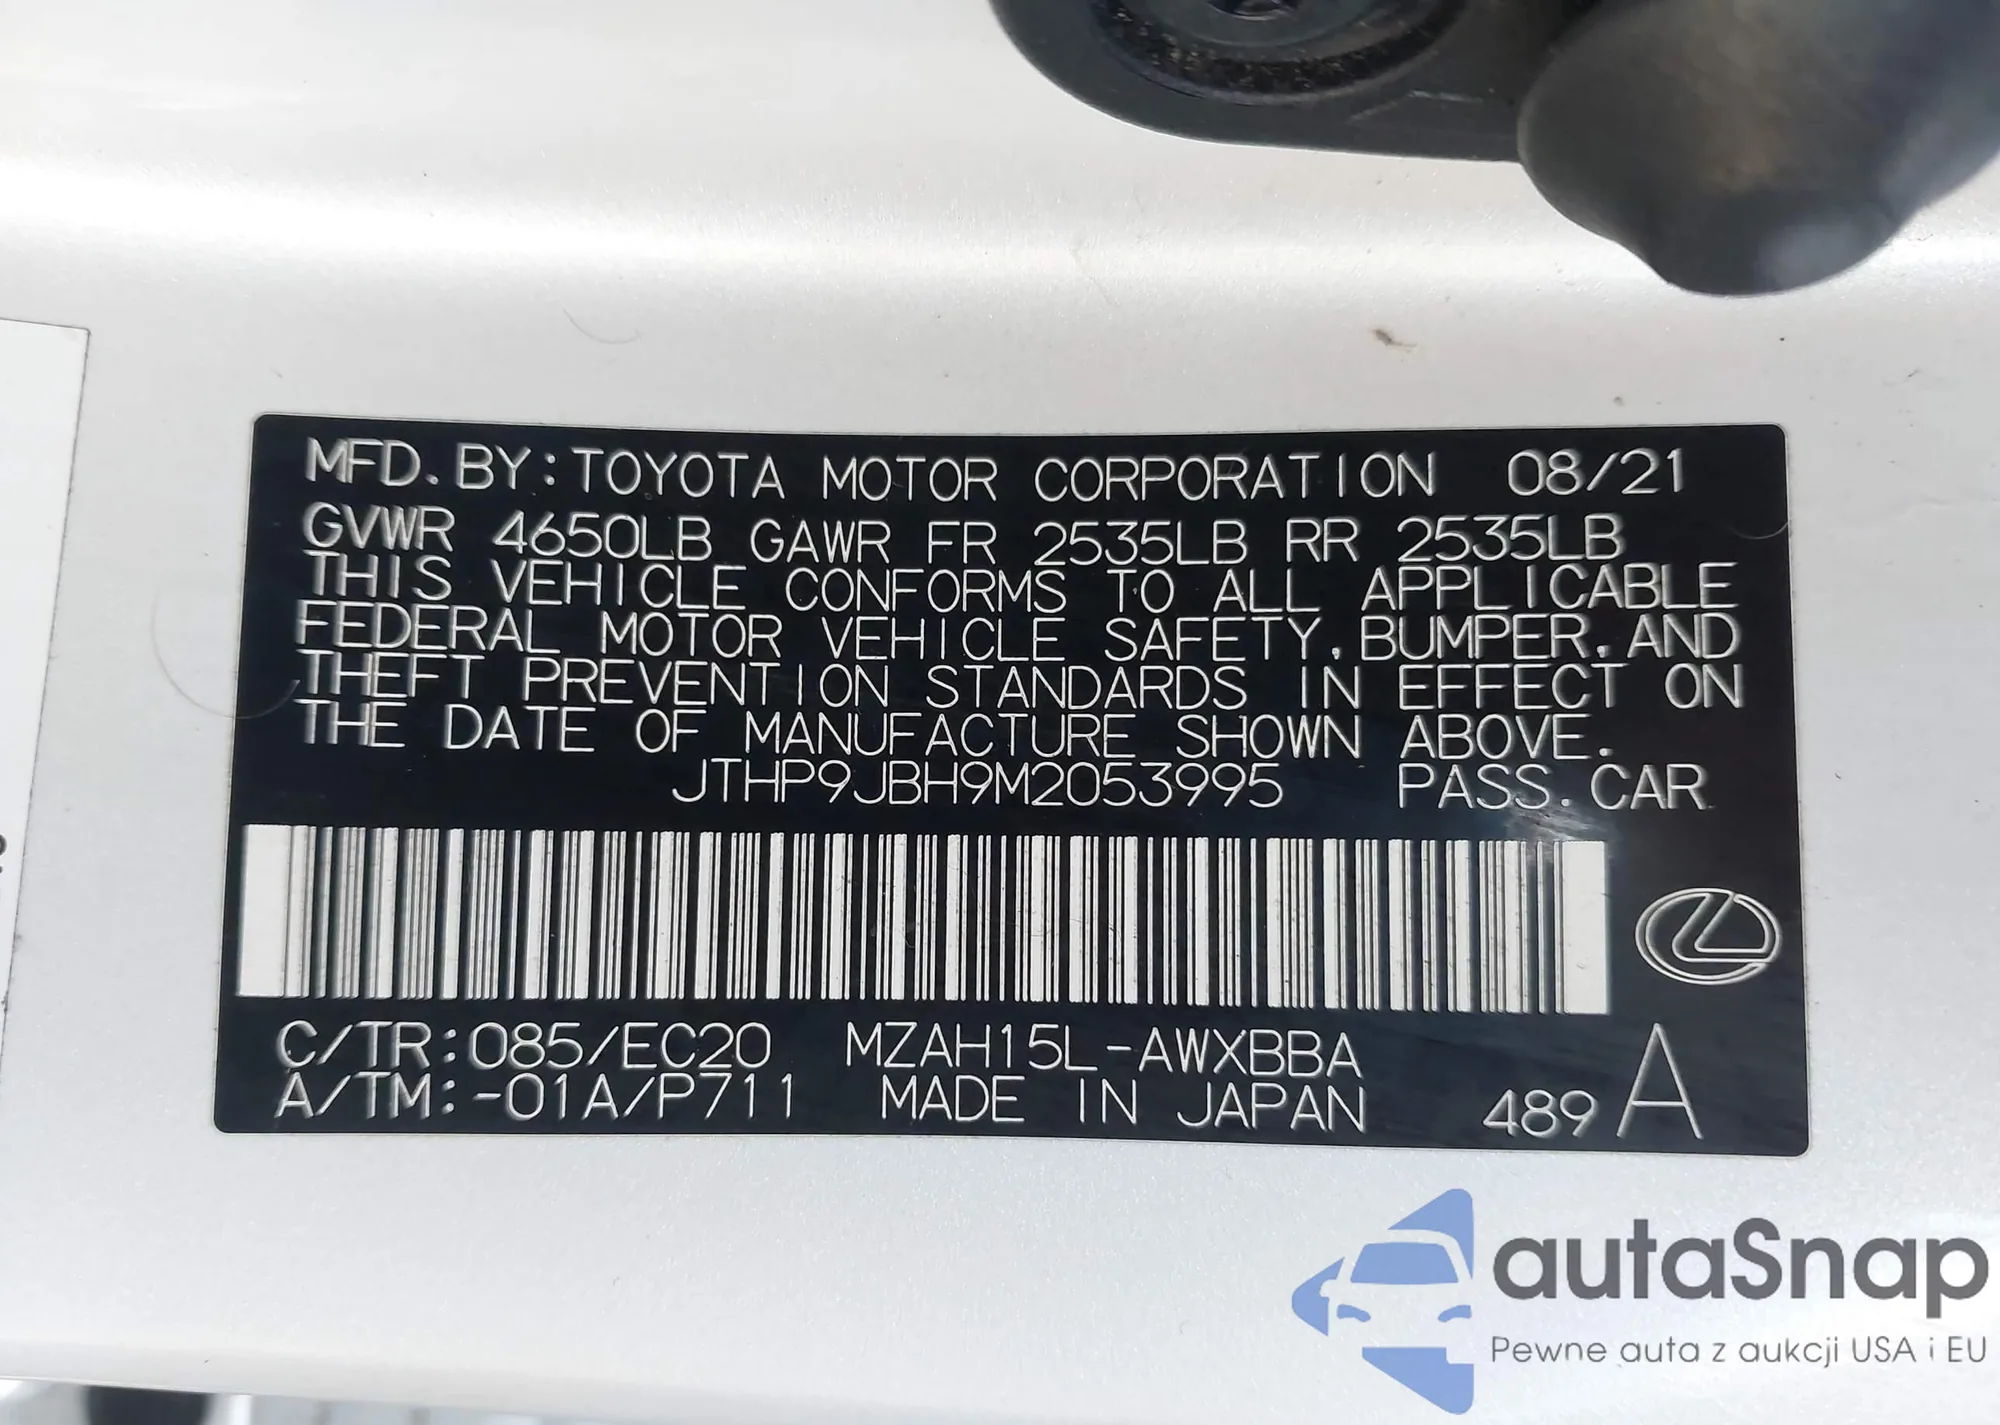 MFD. BY: TOYOTA MOTOR CORPORATION 08/21
GVWR 4650LB GAWR FR 2535LB RR 2535LB
THIS VEHICLE CONFORMS TO ALL APPLICABLE
FEDERAL MOTOR VEHICLE SAFETY, BUMPER, AND
THEFT PREVENTION STANDARDS IN EFFECT ON
THE DATE OF MANUFACTURE SHOWN ABOVE.
JTHP9JBH9M2053995 PASS. CAR
C/TR: 085/EC20 MZAH15L-AWXBBA
A/TM: -01A/P711 MADE IN JAPAN 489 A
autaSnap
Pewne auta z aukcji USA i EU